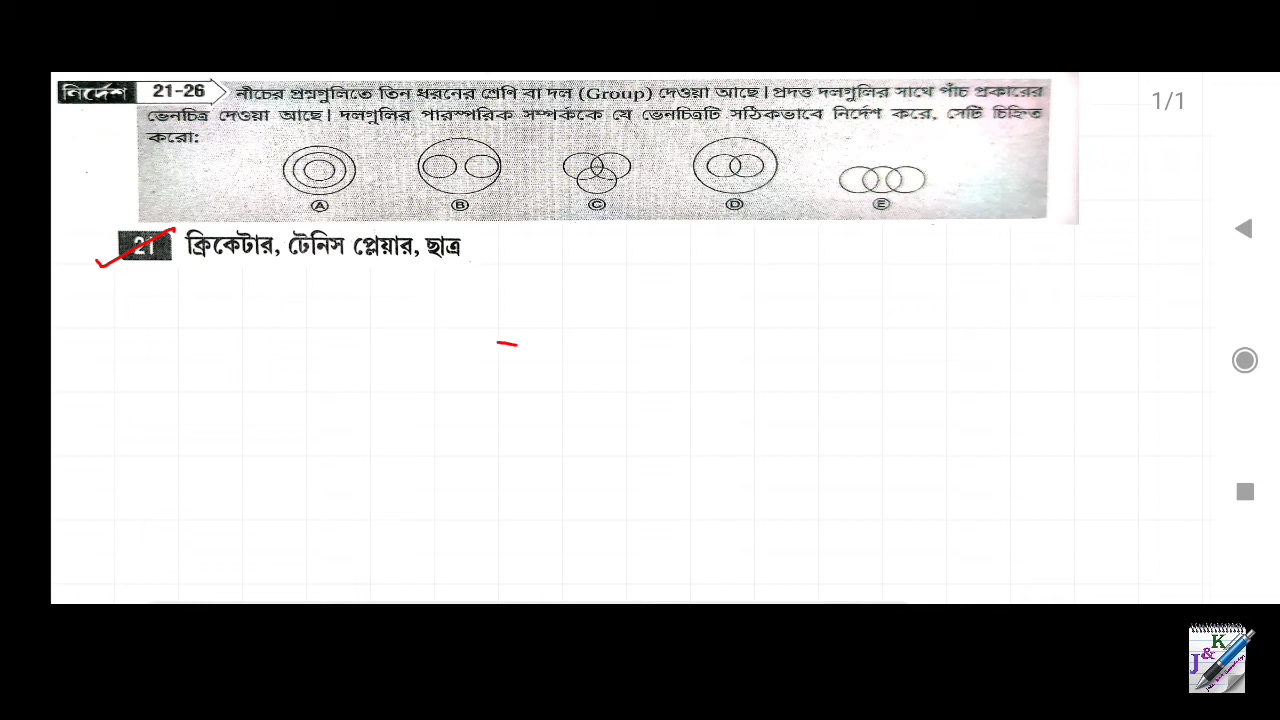 নির্দেশ 21-26 নীচের প্রশ্নগুলিতে তিন ধরনের শ্রেণি বা দল (Group) দেওয়া আছে। প্রদত্ত দলগুলির সাথে পাঁচ প্রকারের
ভেনচিত্র দেওয়া আছে। দলগুলির পারস্পরিক সম্পর্ককে যে ভেনচিত্রটি সঠিকভাবে নির্দেশ করে, সেটি চিহ্নিত
করো:
A B C D E
21 ক্রিকেটার, টেনিস প্লেয়ার, ছাত্র
1/1
J & K